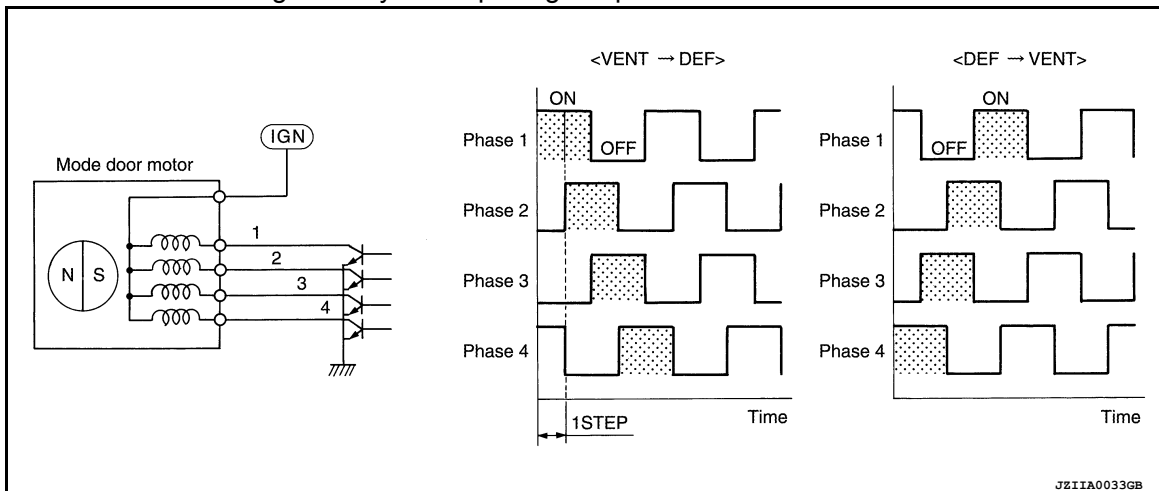 Mode door motor
IGN
N S
1
2
3
4
<VENT → DEF>
ON
Phase 1
OFF
Phase 2
Phase 3
Phase 4
Time
1STEP
<DEF → VENT>
ON
Phase 1
OFF
Phase 2
Phase 3
Phase 4
Time
JZIIA0033GB